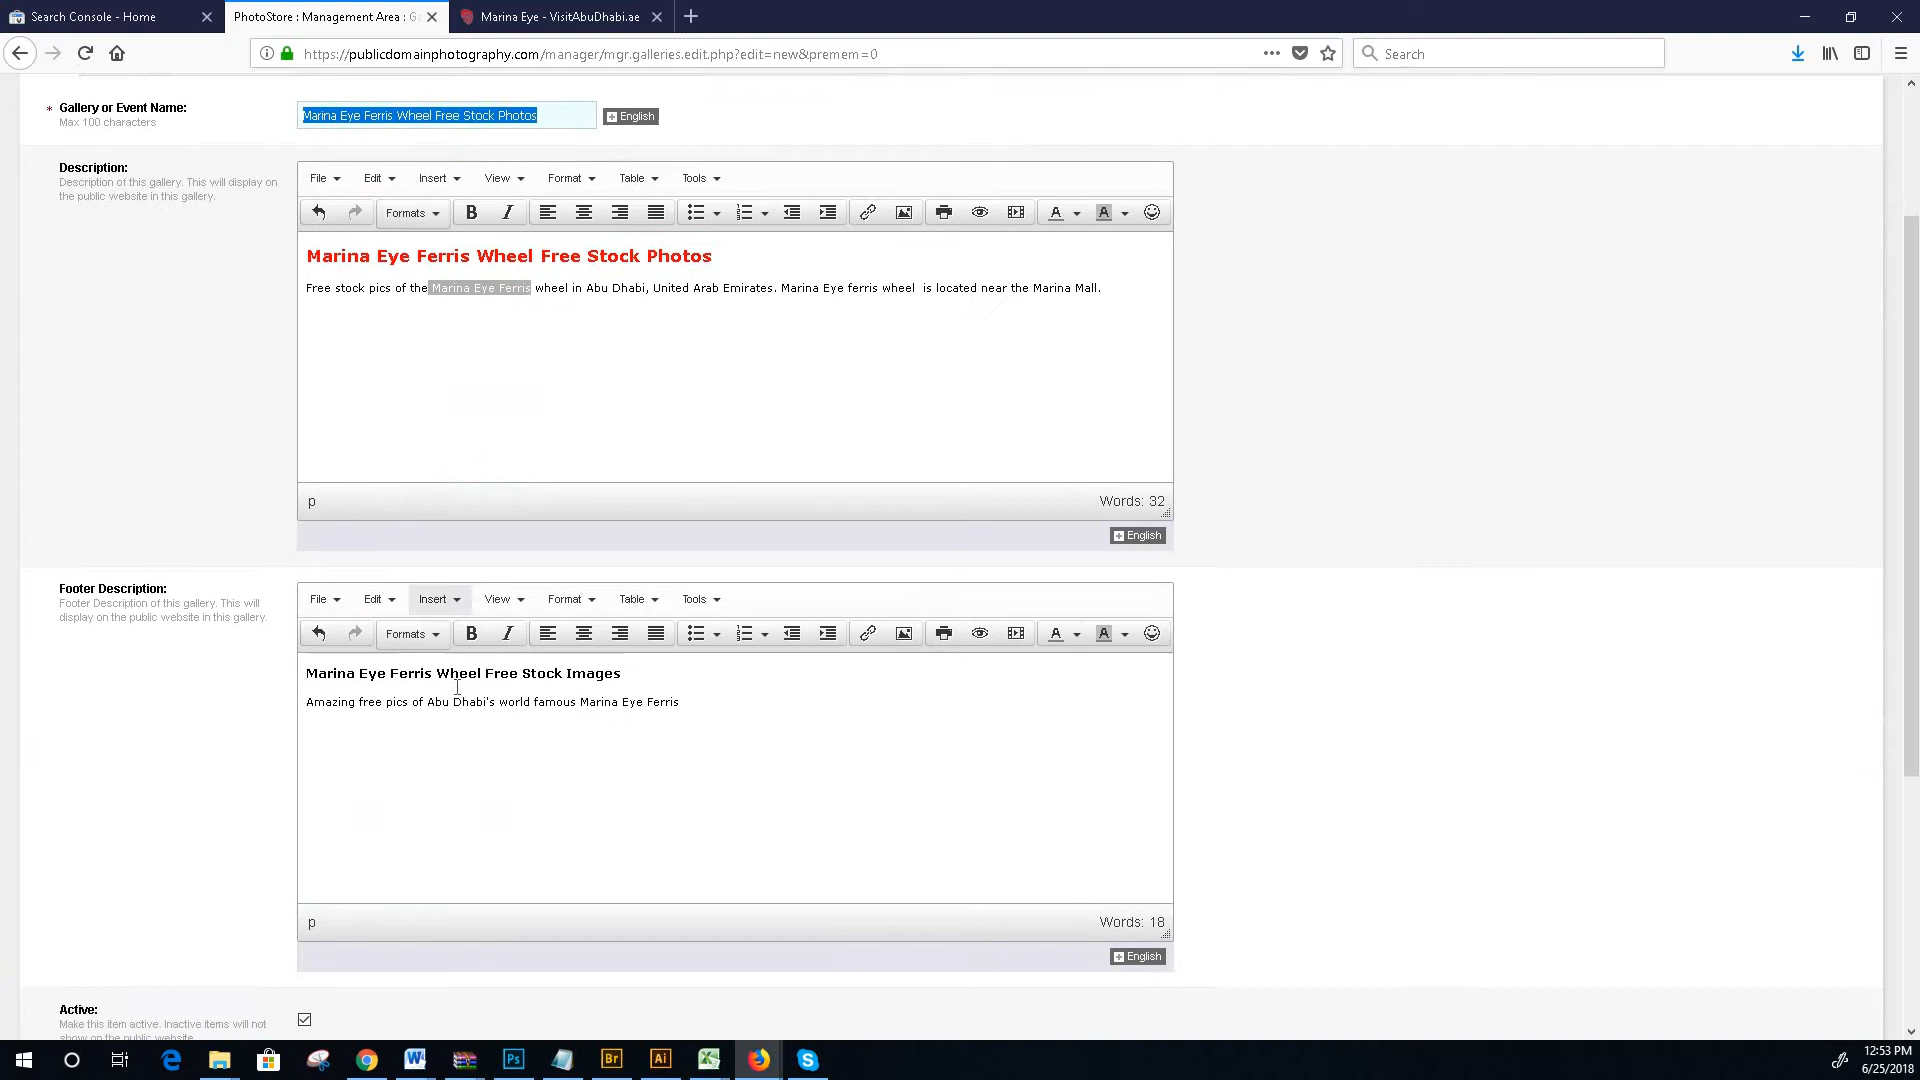 Search Console - Home
PhotoStore : Management Area : G
Marina Eye - VisitAbuDhabi.ae
https://publicdomainphotography.com/manager/mgr.galleries.edit.php?edit=new&premem=0
Search
* Gallery or Event Name:
Max 100 characters
Marina Eye Ferris Wheel Free Stock Photos
English
Description:
Description of this gallery. This will display on
the public website in this gallery.
File Edit Insert View Format Table Tools
Formats B I A A
Marina Eye Ferris Wheel Free Stock Photos
Free stock pics of the Marina Eye Ferris wheel in Abu Dhabi, United Arab Emirates. Marina Eye ferris wheel  is located near the Marina Mall.
p
Words: 32
English
Footer Description:
Footer Description of this gallery. This will
display on the public website in this gallery.
File Edit Insert View Format Table Tools
Formats B I A A
Marina Eye Ferris Wheel Free Stock Images
Amazing free pics of Abu Dhabi's world famous Marina Eye Ferris
p
Words: 18
English
Active:
Make this item active. Inactive items will not
show on the public website.
Ps Br Ai
12:53 PM
6/25/2018